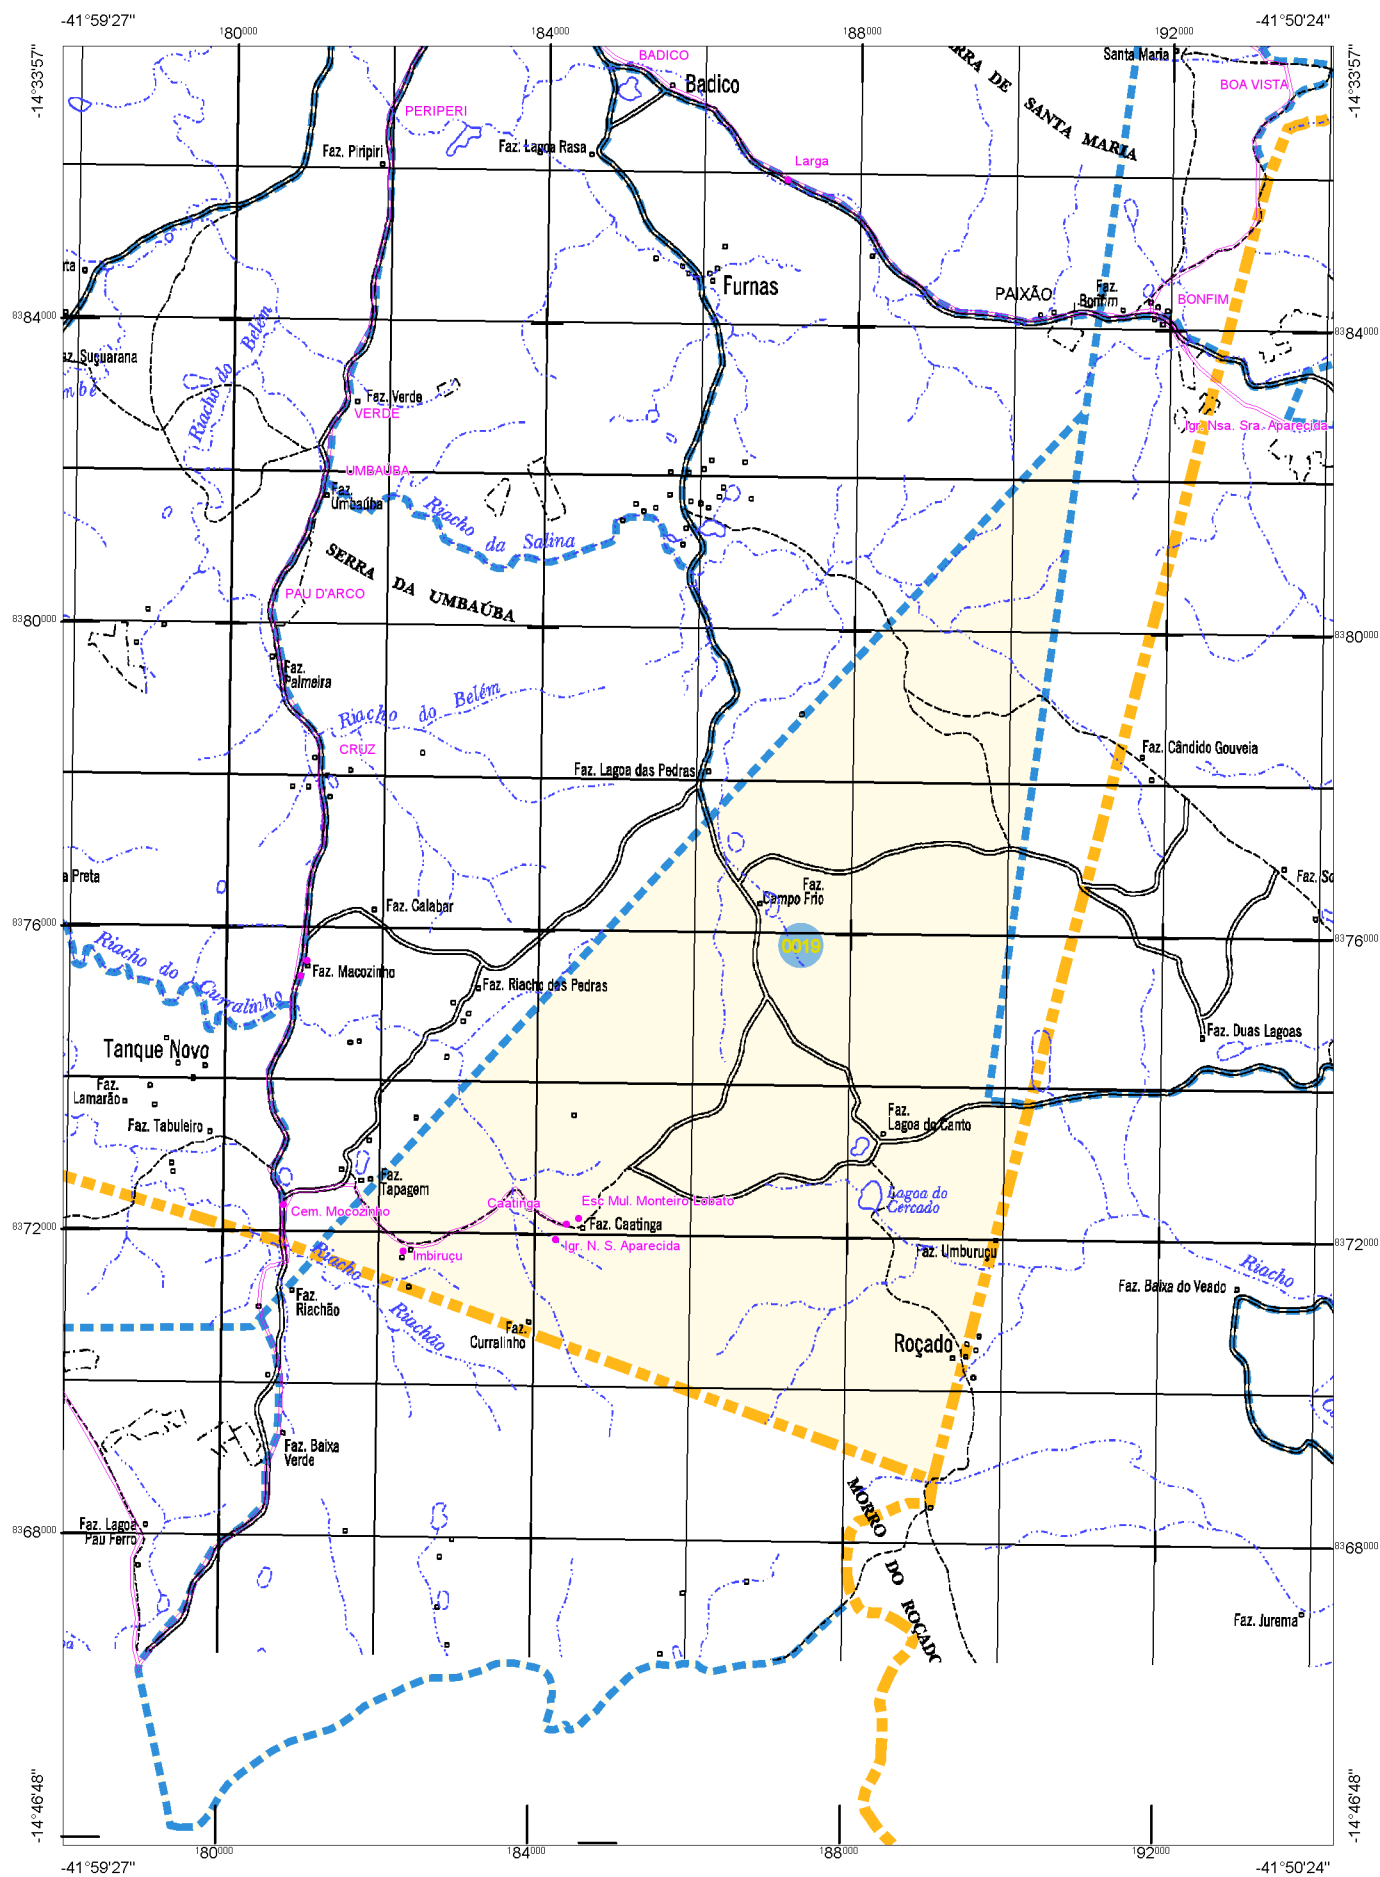 -41°59'27"
-41°50'24"
180000
184000
188000
192000
-14°33'57"
-14°33'57"
BADICO
Badico
RRA DE SANTA MARIA
Santa Maria
BOA VISTA
PERIPERI
Faz. Piripiri
Faz. Lagoa Rasa
Larga
rta
Furnas
PAIXÃO
Faz.
Bonfim
BONFIM
8384000
8384000
az. Suçuarana
mbé
Riacho do Belém
Faz. Verde
VERDE
Igr. Nsa. Sra. Aparecida
UMBAÚBA
Faz.
Umbaúba
Riacho da Salina
SERRA DA UMBAÚBA
PAU D'ARCO
8380000
8380000
Faz.
Palmeira
Riacho do Belém
CRUZ
Faz. Lagoa das Pedras
Faz. Cândido Gouveia
a Preta
Faz. Calabar
Faz.
Campo Frio
Faz. So
8376000
8376000
0019
Riacho do Curralinho
Faz. Macozinho
Faz. Riacho das Pedras
Tanque Novo
Faz. Duas Lagoas
Faz.
Lamarão
Faz. Tabuleiro
Faz.
Lagoa do Canto
Faz.
Tapagem
Cem. Mocozinho
Caatinga
Esc Mul. Monteiro Lobato
Faz. Caatinga
Lagoa do
Cercado
8372000
8372000
Imbiruçu
Igr. N. S. Aparecida
Faz. Umburuçu
Riacho
Riachão
Riacho
Faz. Baixa do Veado
Faz.
Riachão
Faz.
Curralinho
Roçado
Faz. Baixa
Verde
MORRO DO ROÇADO
Faz. Lagoa
Pau Ferro
8368000
8368000
Faz. Jurema
-14°46'48"
-14°46'48"
180000
184000
188000
192000
-41°59'27"
-41°50'24"